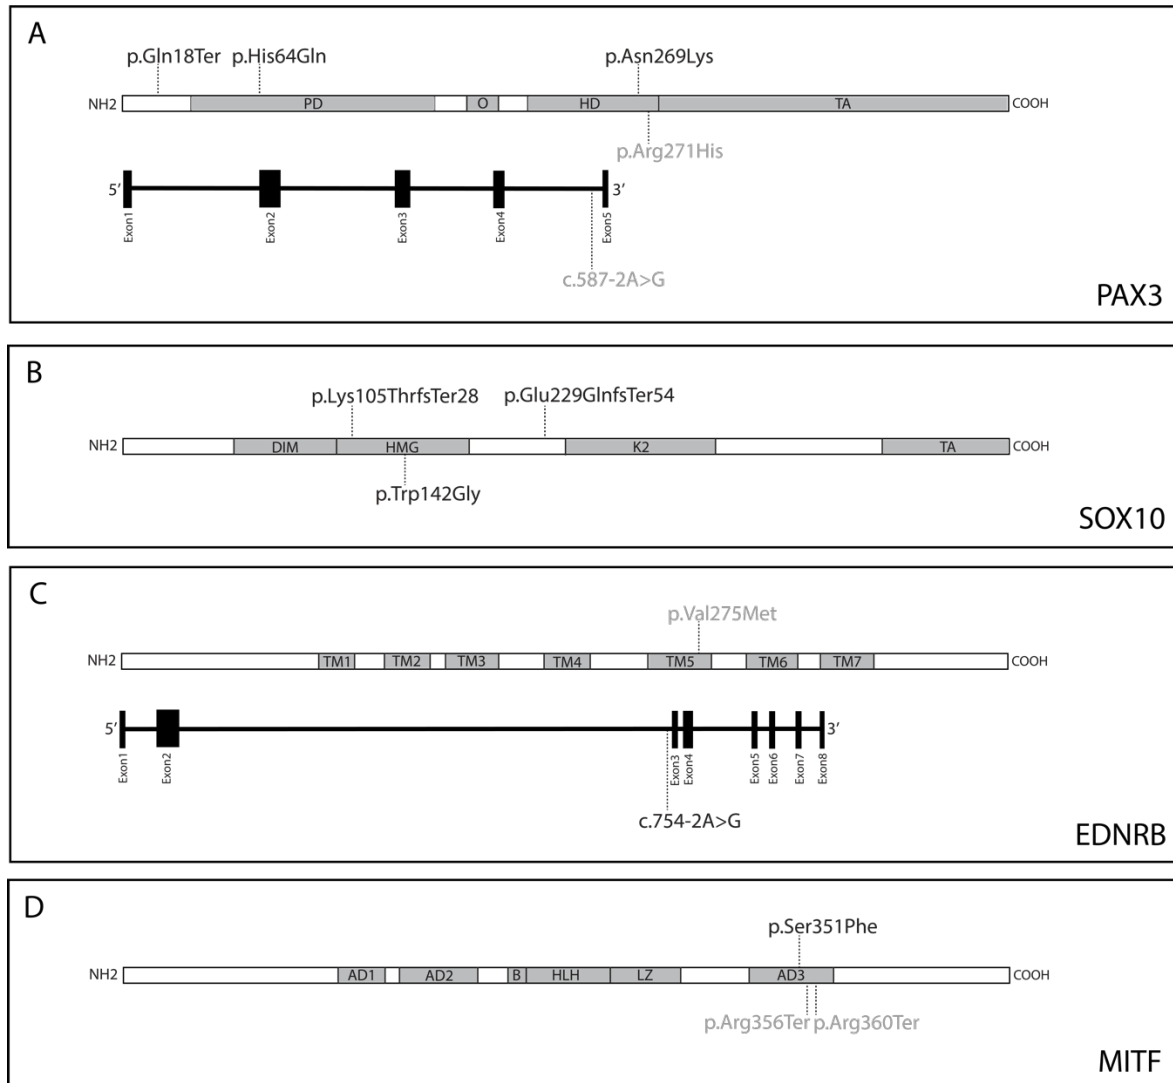 A
p.Gln18Ter p.His64Gln p.Asn269Lys
NH2 PD O HD TA COOH
p.Arg271His
5′ 3′
Exon1 Exon2 Exon3 Exon4 Exon5
c.587-2A>G
PAX3
B
p.Lys105ThrfsTer28 p.Glu229GlnfsTer54
NH2 DIM HMG K2 TA COOH
p.Trp142Gly
SOX10
C
p.Val275Met
NH2 TM1 TM2 TM3 TM4 TM5 TM6 TM7 COOH
5′ 3′
Exon1 Exon2 Exon3 Exon4 Exon5 Exon6 Exon7 Exon8
c.754-2A>G
EDNRB
D
p.Ser351Phe
NH2 AD1 AD2 B HLH LZ AD3 COOH
p.Arg356Ter p.Arg360Ter
MITF